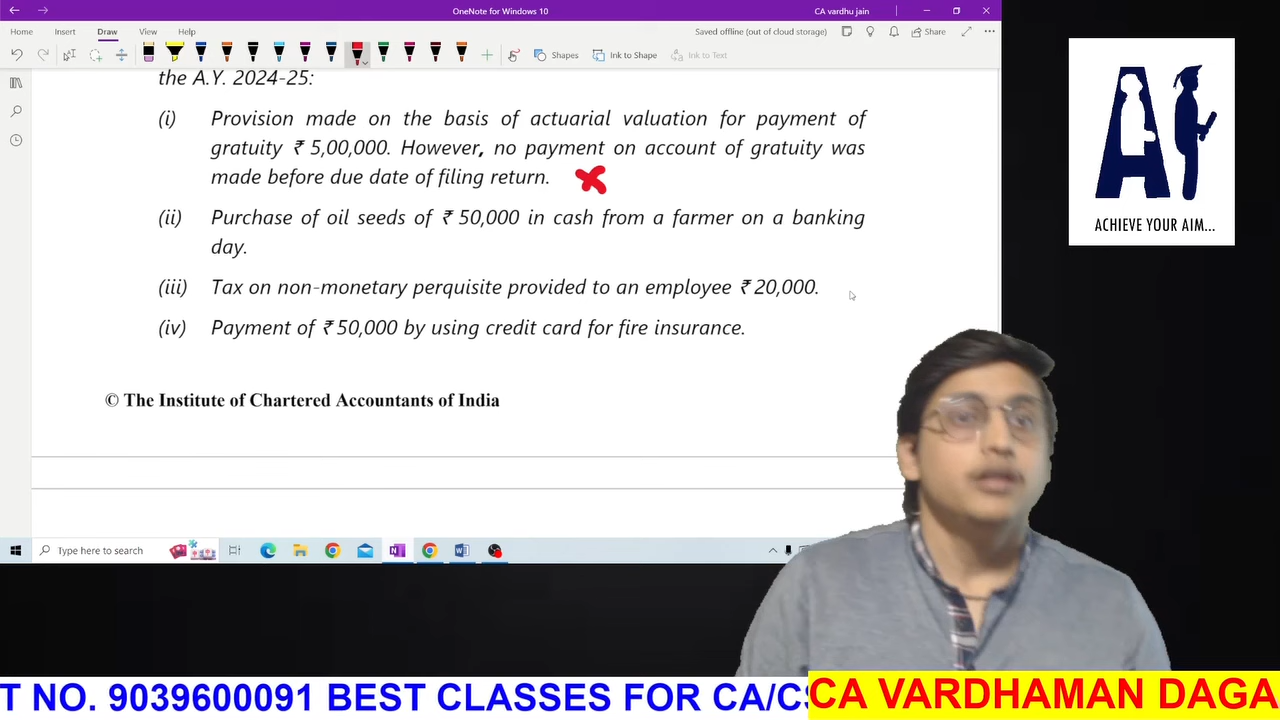 OneNote for Windows 10
CA vardhu jain
Home Insert Draw View Help
Saved offline (out of cloud storage)
Share
Shapes
Ink to Shape
Ink to Text
the A.Y. 2024-25:
(i) Provision made on the basis of actuarial valuation for payment of
gratuity ₹ 5,00,000. However, no payment on account of gratuity was
made before due date of filing return.
(ii) Purchase of oil seeds of ₹ 50,000 in cash from a farmer on a banking
day.
(iii) Tax on non-monetary perquisite provided to an employee ₹ 20,000.
(iv) Payment of ₹ 50,000 by using credit card for fire insurance.
© The Institute of Chartered Accountants of India
Type here to search
AI
ACHIEVE YOUR AIM...
T NO. 9039600091 BEST CLASSES FOR CA/CS
CA VARDHAMAN DAGA